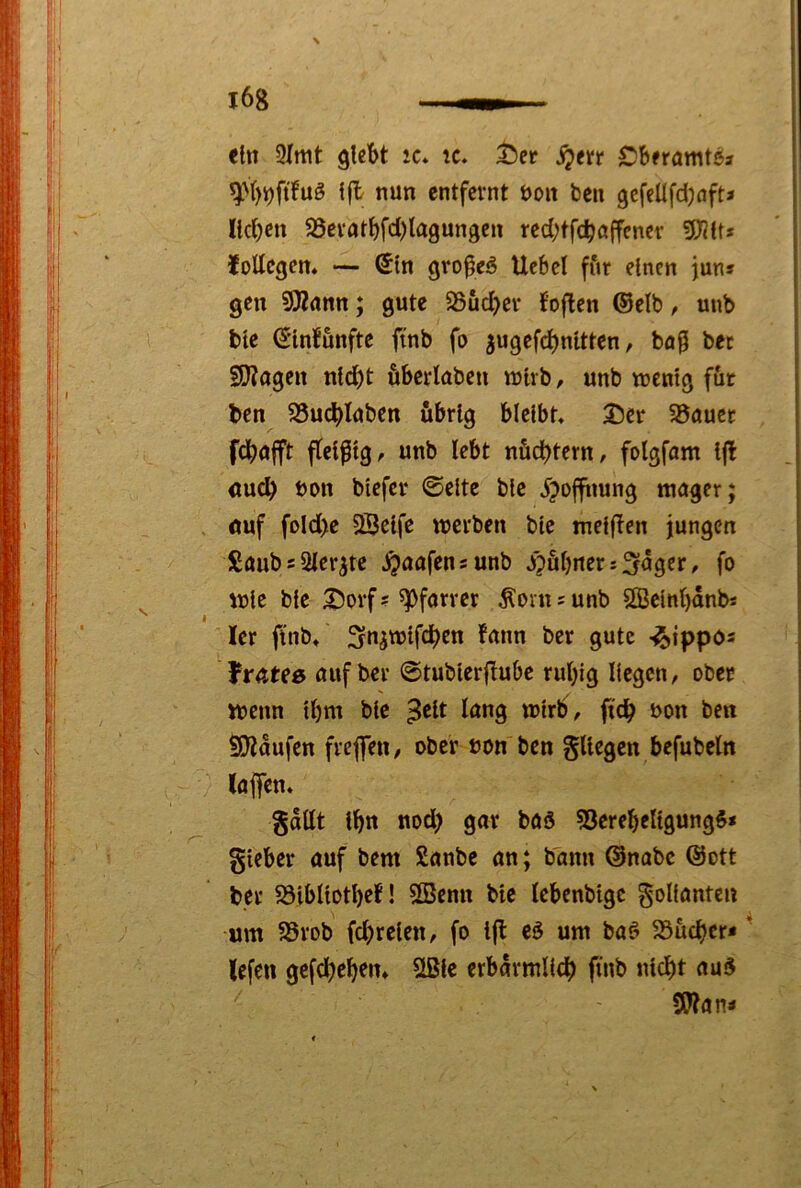 168
ein Amt giebt ꝛc. ꝛc. Der Herr Oberamts-
Physikus ist nun entfernt von den gesellschaft-
lichen Berathschlagungen rechtschaffener Mit-
kollegen. — Ein großes Uebel für einen jun-
gen Mann; gute Bücher kosten Geld, und
die Einkünfte sind so zugeschnitten, daß der
Magen nicht überladen wird, und wenig für
den Buchladen übrig bleibt. Der Bauer
schafft fleißig, und lebt nüchtern, folgsam ist
auch von dieser Seite die Hoffnung mager;
auf solche Weise werden die meisten jungen
Laub-Aerzte Haasen-und Hühner-Jäger, so
wie die Dorf-Pfarrer Korn-und Weinhänd-
ler sind. Inzwischen kann der gute Hippo-
krates auf der Studierstube ruhig liegen, oder
wenn ihm die Zeit lang wird, sich von den
Mäusen fressen, oder von den Fliegen besudeln
lassen.
Fällt ihn noch gar das Vereheligungs-
Fieber auf dem Lande an; dann Gnade Gott
der Bibliothek! Wenn die lebendige Folianten
um Brod schreien, so ist es um das Bücher-
lesen geschehen. Wie erbärmlich sind nicht aus
Man-